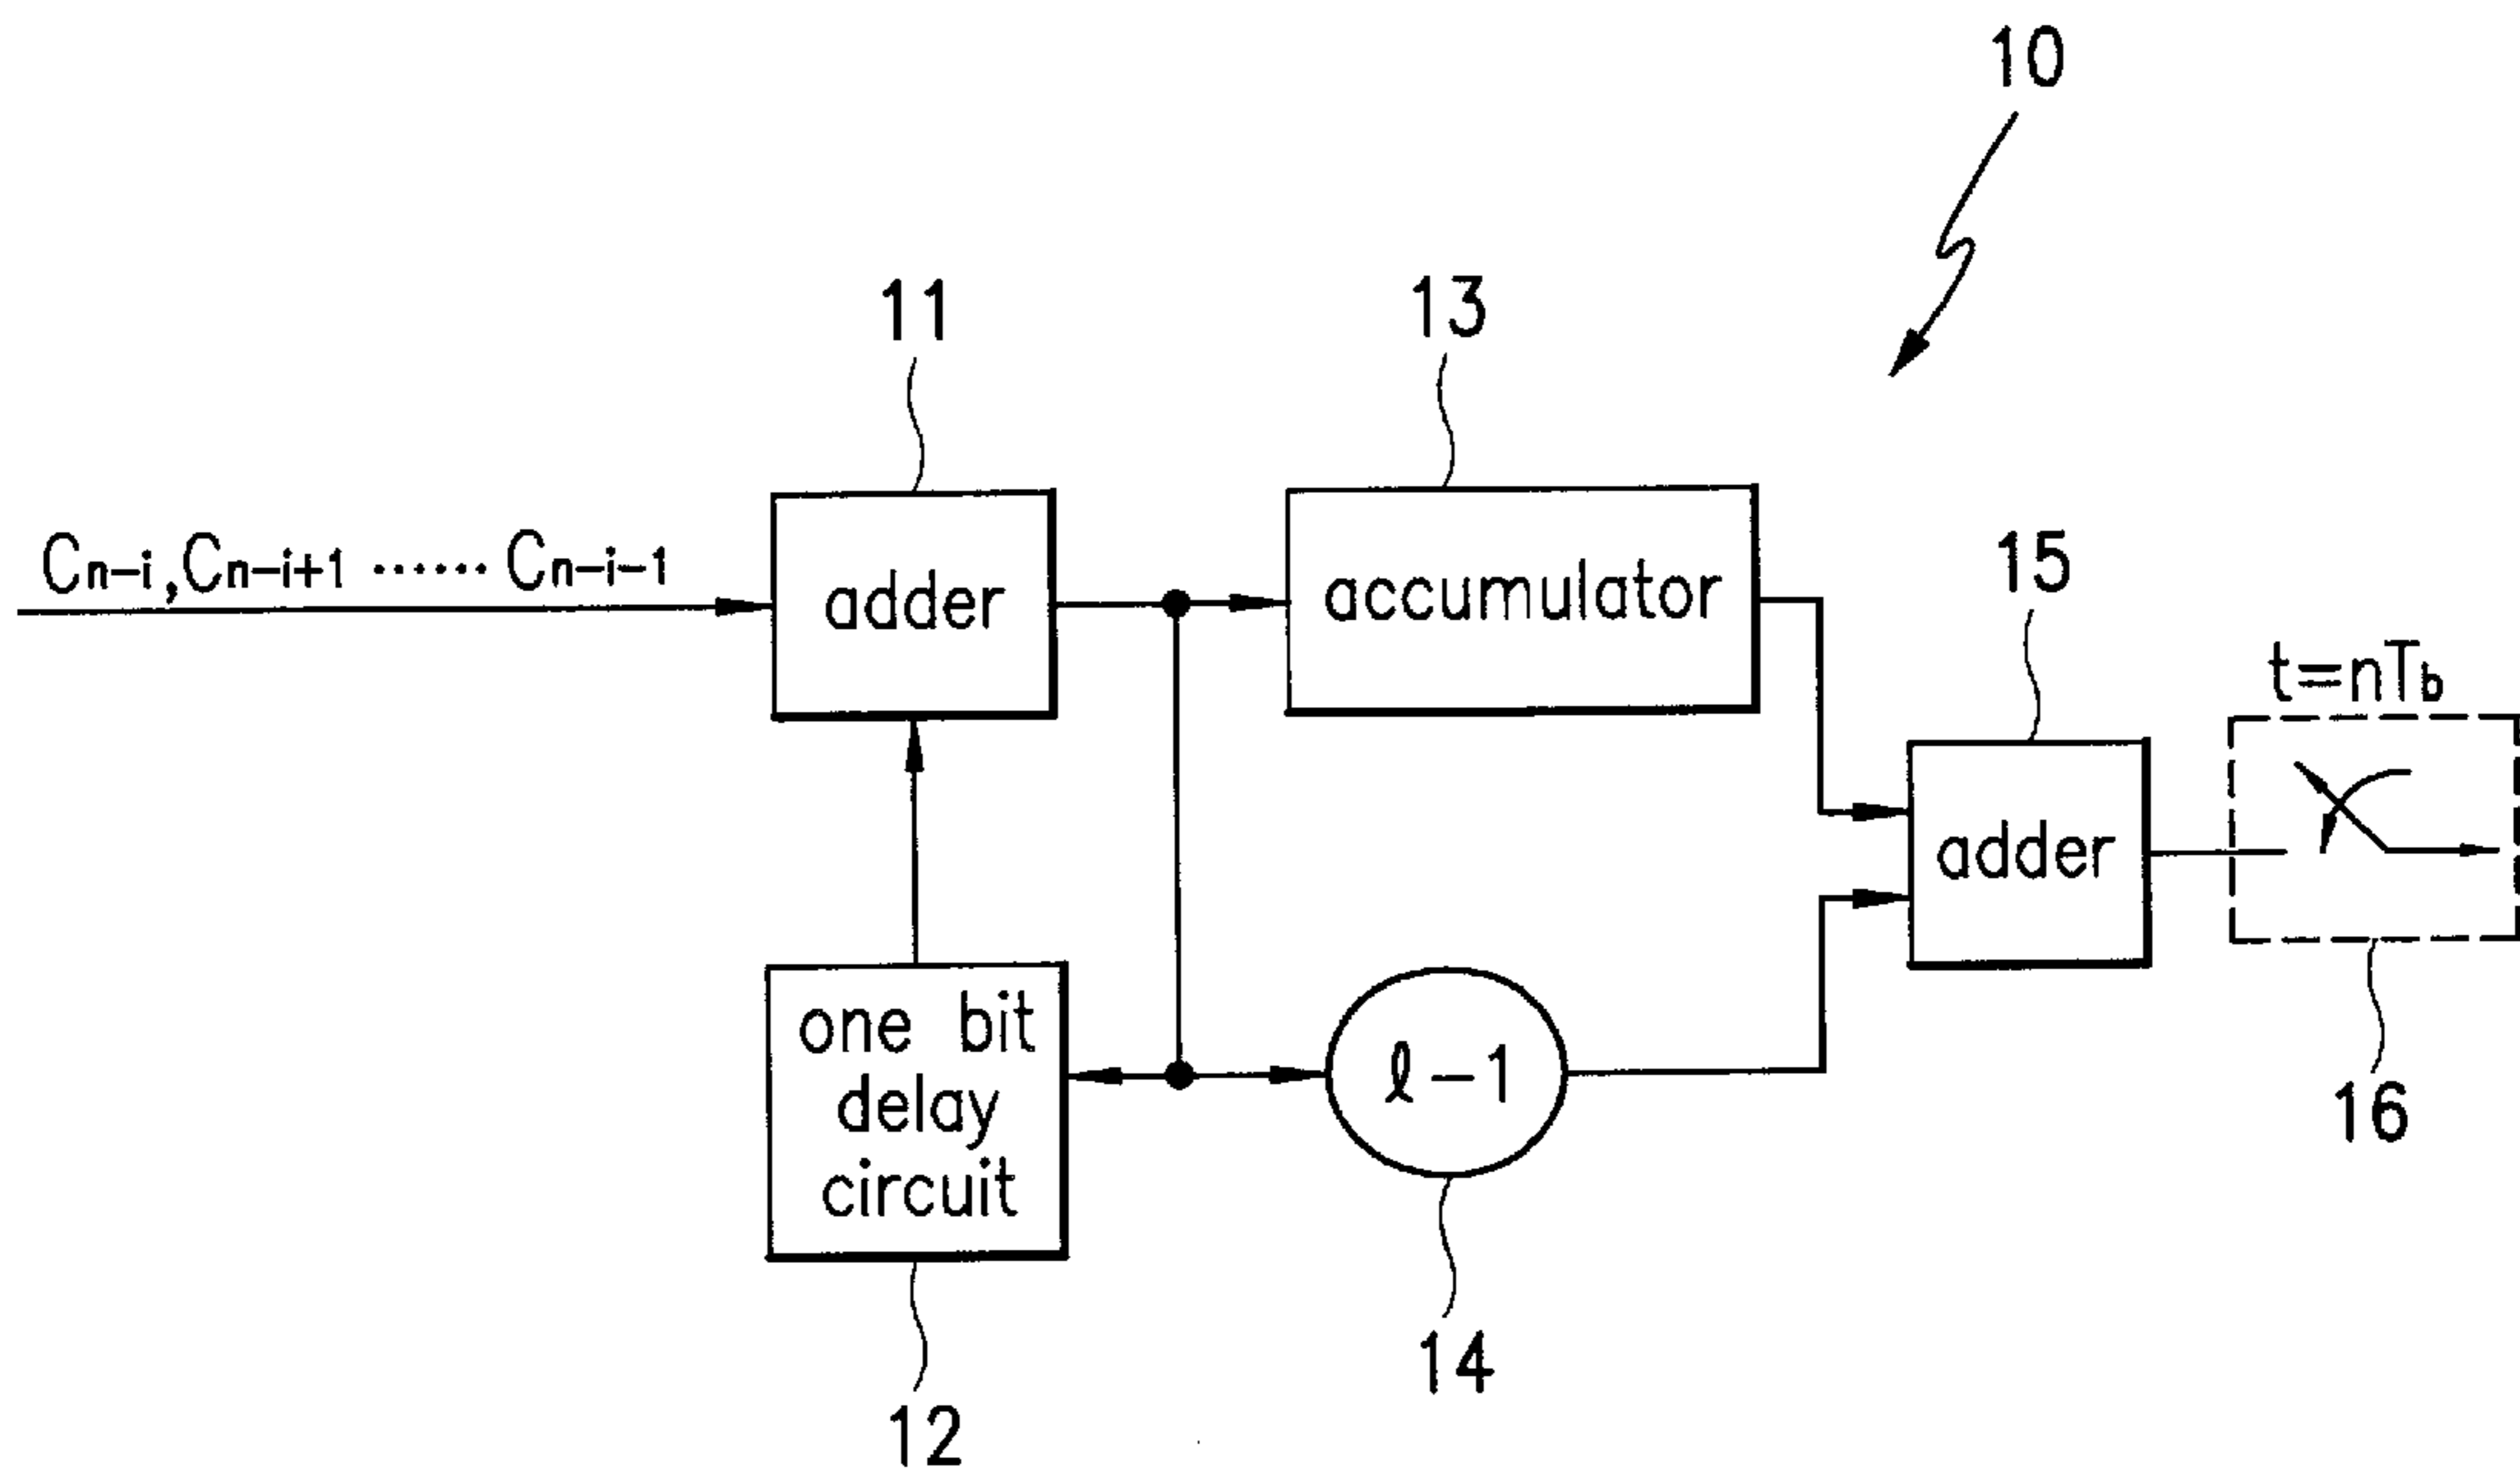 10
11
13
Cn-i,Cn-i+1 ······ Cn-i-1
adder
accumulator
15
t=nTb
adder
one bit
delay
circuit
ℓ-1
16
14
12